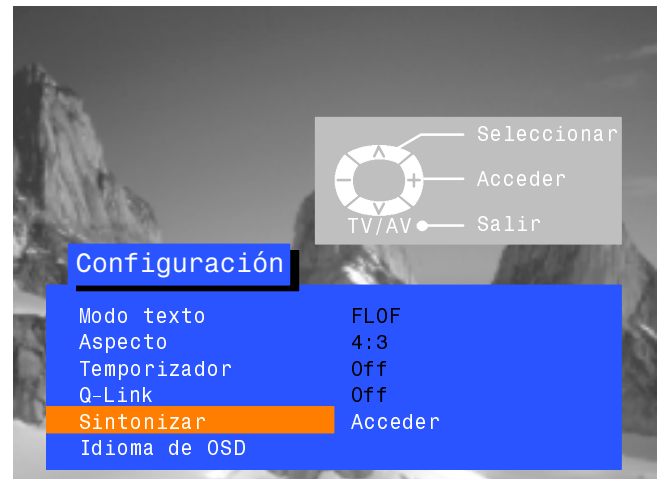 Seleccionar
Acceder
TV/AV Salir
Configuración
Modo texto FLOF
Aspecto 4:3
Temporizador Off
Q-Link Off
Sintonizar Acceder
Idioma de OSD